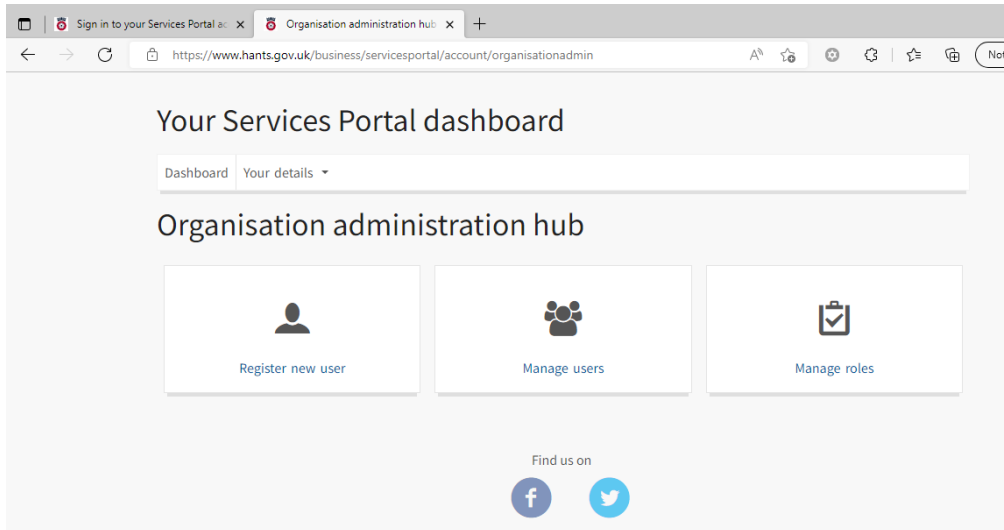 Sign in to your Services Portal ac
Organisation administration hub
https://www.hants.gov.uk/business/servicesportal/account/organisationadmin
Not
Your Services Portal dashboard
Dashboard Your details
Organisation administration hub
Register new user Manage users Manage roles
Find us on